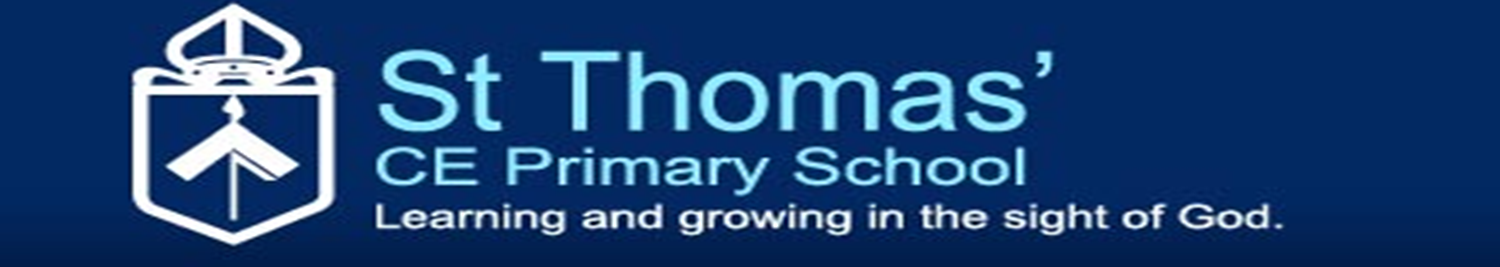 St Thomas’
CE Primary School
Learning and growing in the sight of God.